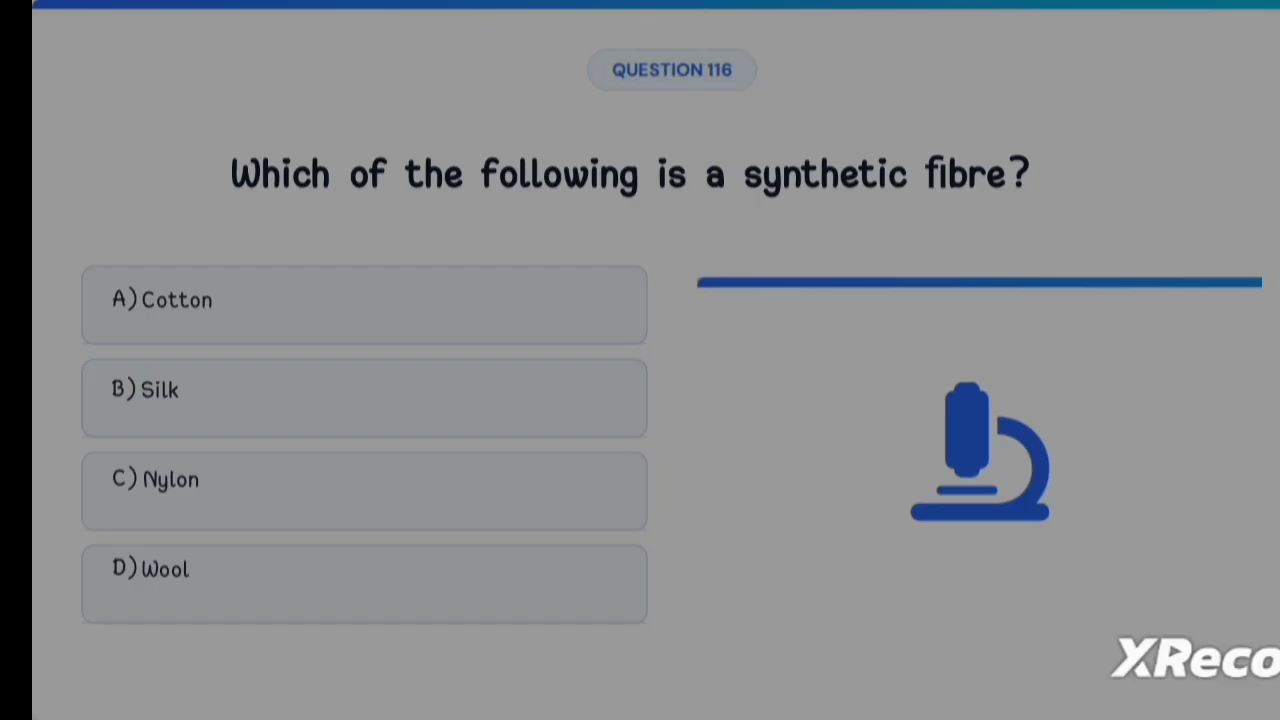 QUESTION 116
Which of the following is a synthetic fibre?
A) Cotton
B) Silk
C) Nylon
D) Wool
XReco